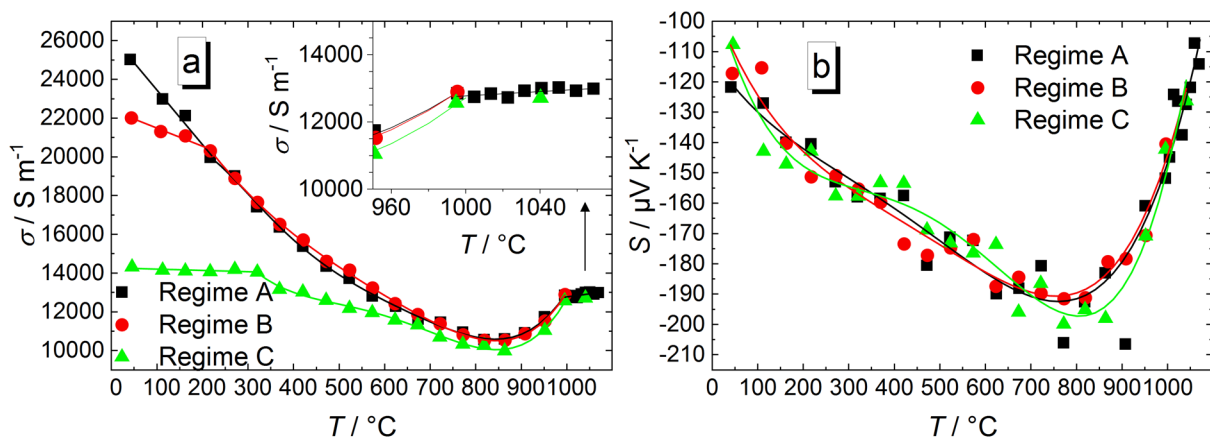 a
26000
24000
22000
20000
18000
16000
14000
12000
10000
σ / S m⁻¹
0 100 200 300 400 500 600 700 800 900 1000
T / °C
Regime A
Regime B
Regime C
14000
12000
10000
σ / S m⁻¹
960 1000 1040
T / °C
b
-100
-110
-120
-130
-140
-150
-160
-170
-180
-190
-200
-210
S / µV K⁻¹
0 100 200 300 400 500 600 700 800 900 1000
T / °C
Regime A
Regime B
Regime C